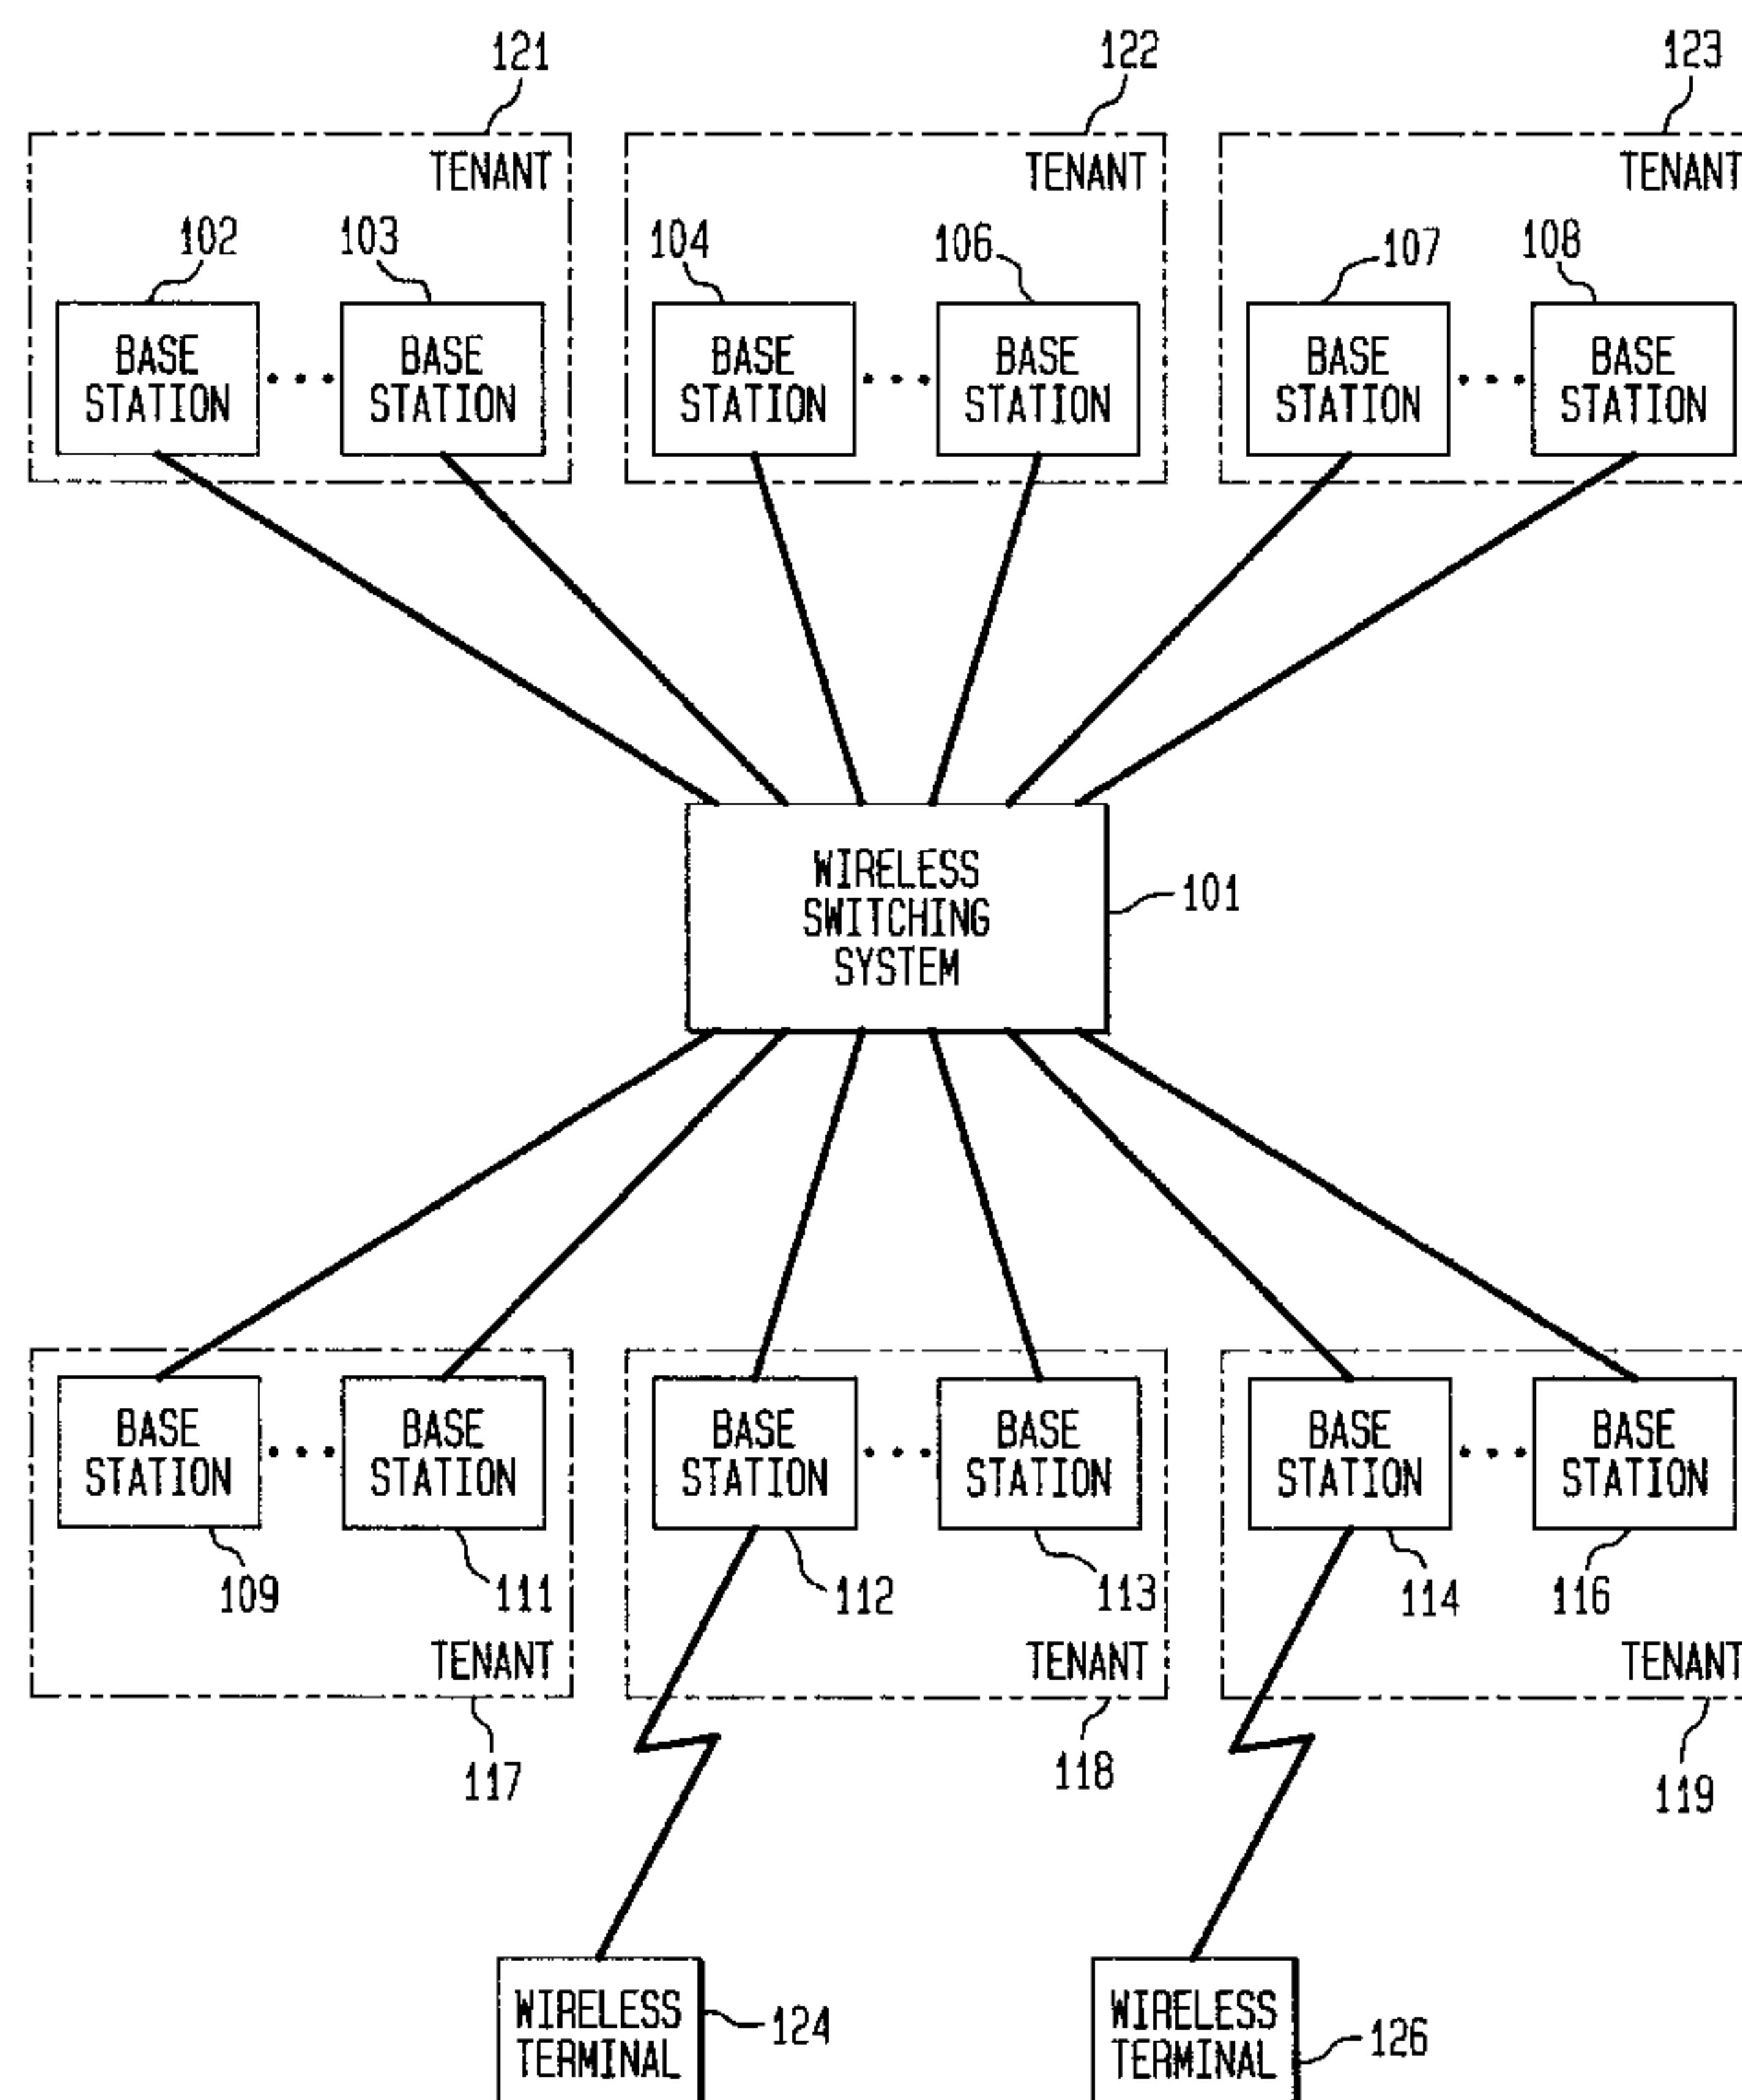 121
122
123
TENANT
TENANT
TENANT
102
103
104
106
107
108
BASE
STATION
BASE
STATION
BASE
STATION
BASE
STATION
BASE
STATION
BASE
STATION
WIRELESS
SWITCHING
SYSTEM
101
BASE
STATION
BASE
STATION
BASE
STATION
BASE
STATION
BASE
STATION
BASE
STATION
109
111
112
113
114
116
TENANT
TENANT
TENANT
117
118
119
WIRELESS
TERMINAL
124
WIRELESS
TERMINAL
126